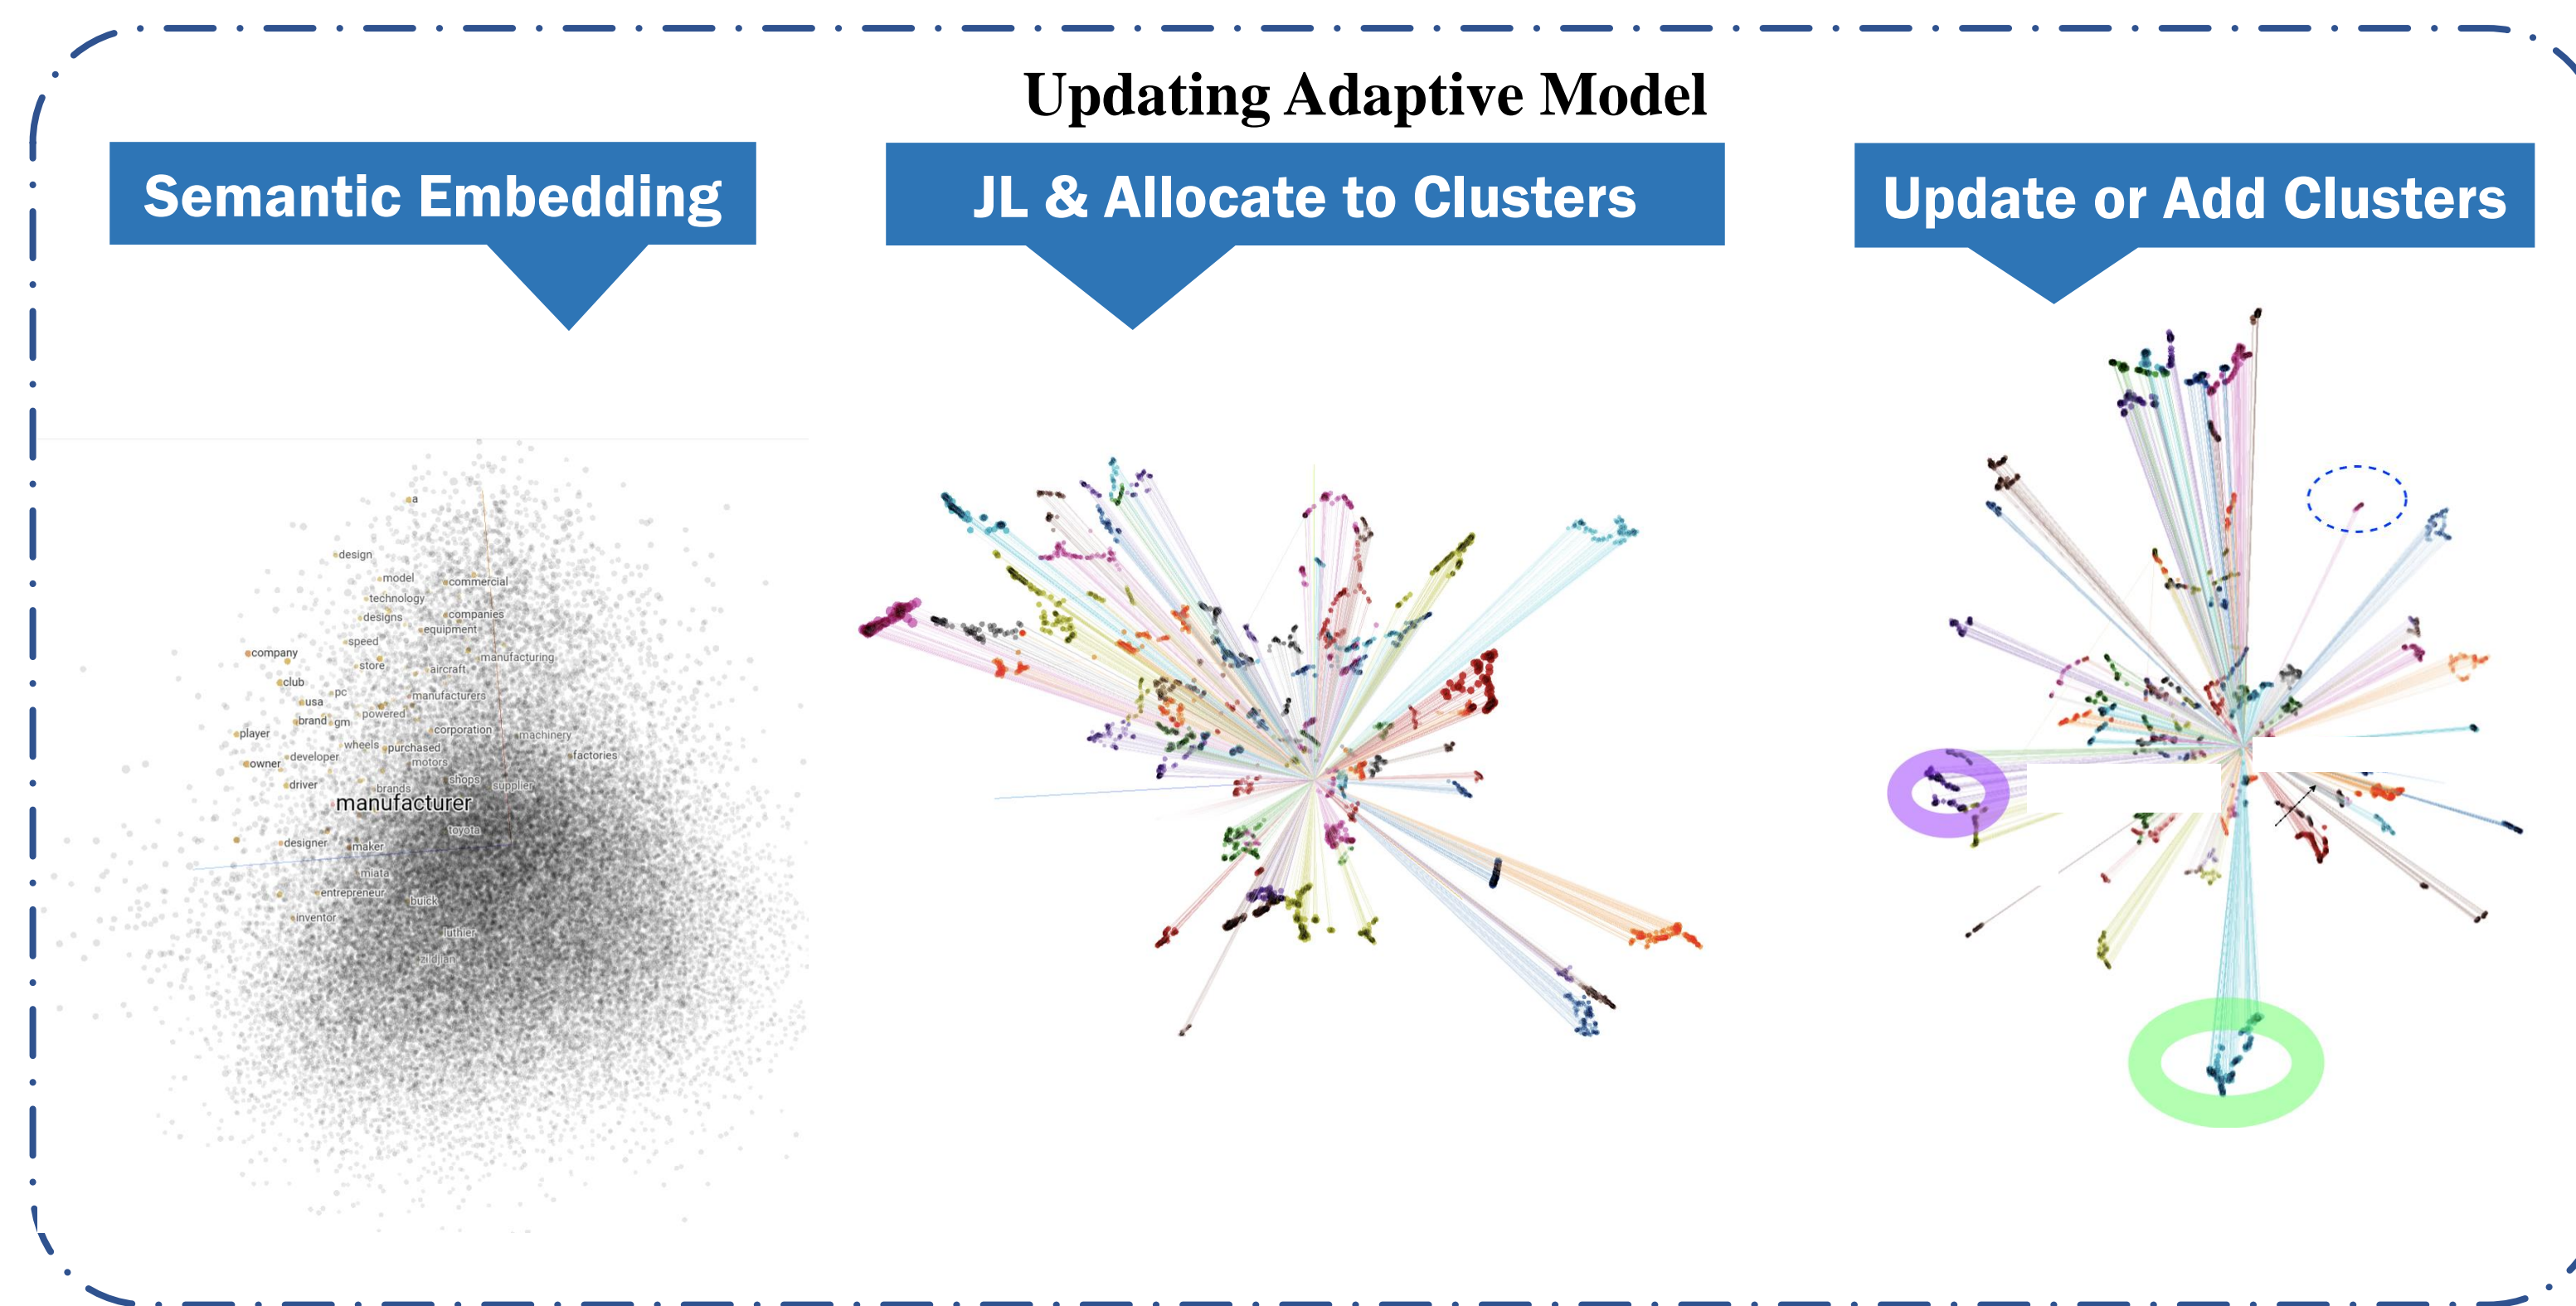 Updating Adaptive Model
Semantic Embedding
JL & Allocate to Clusters
Update or Add Clusters
a
design
model
commercial
technology
designs
companies
equipment
speed
company
manufacturing
store
aircraft
club
pc
manufacturers
usa
powered
brand
gm
player
corporation
machinery
wheels
purchased
developer
motors
factories
owner
shops
driver
brands
supplier
manufacturer
toyota
designer
maker
miata
entrepreneur
buick
inventor
luthier
zildjian